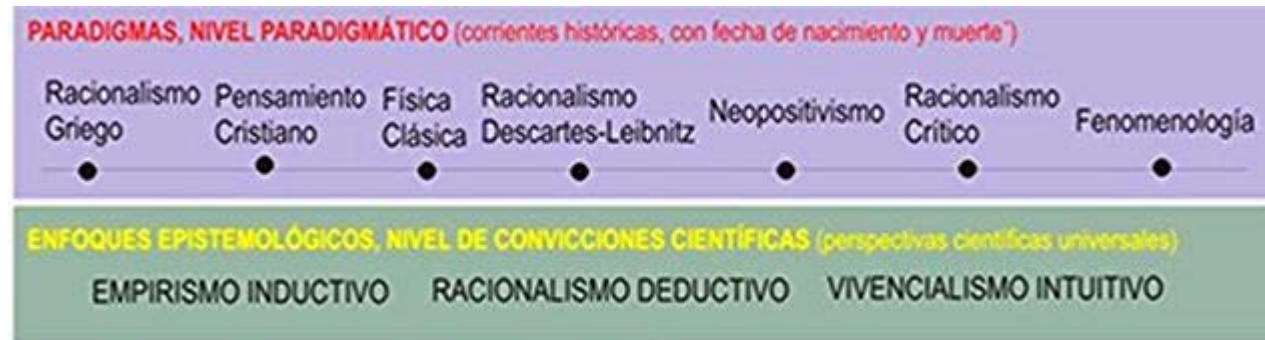 PARADIGMAS, NIVEL PARADIGMÁTICO (corrientes históricas, con fecha de nacimiento y muerte¨)
Racionalismo Griego
Pensamiento Cristiano
Física Clásica
Racionalismo Descartes-Leibnitz
Neopositivismo
Racionalismo Crítico
Fenomenología
ENFOQUES EPISTEMOLÓGICOS, NIVEL DE CONVICCIONES CIENTÍFICAS (perspectivas científicas universales)
EMPIRISMO INDUCTIVO RACIONALISMO DEDUCTIVO VIVENCIALISMO INTUITIVO